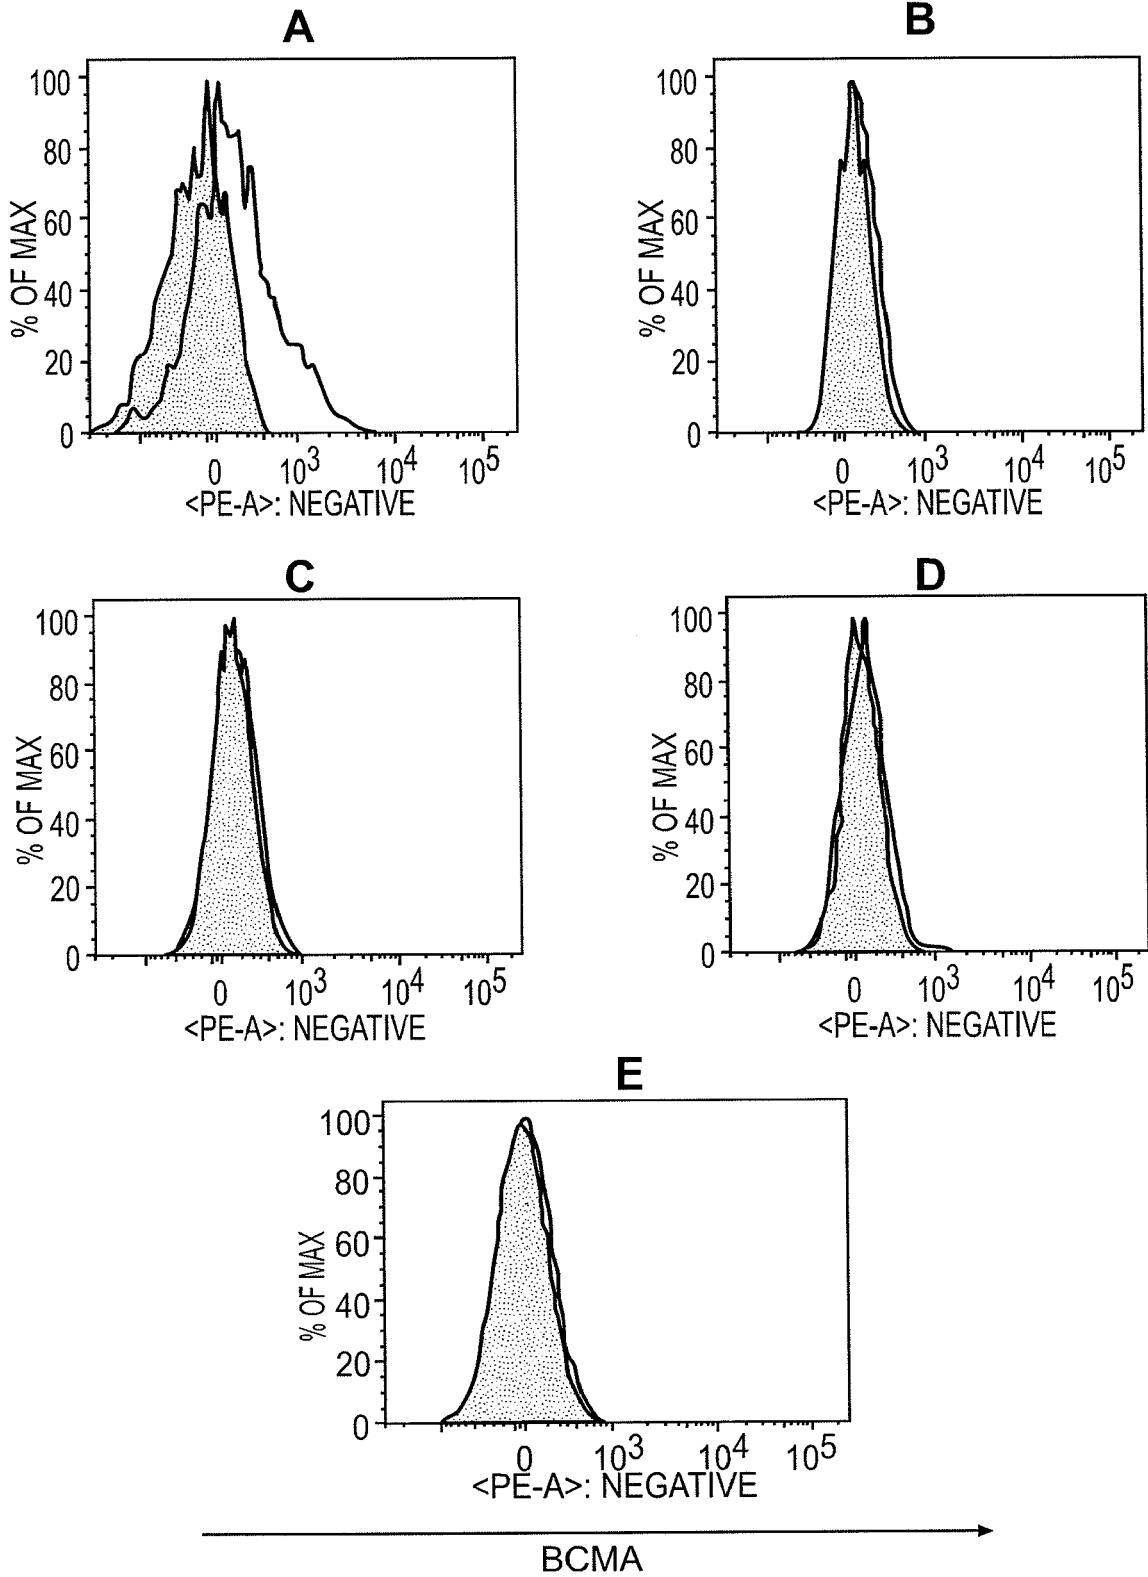 A
% OF MAX
100
80
60
40
20
0
0 10³ 10⁴ 10⁵
<PE-A>: NEGATIVE
B
% OF MAX
100
80
60
40
20
0
0 10³ 10⁴ 10⁵
<PE-A>: NEGATIVE
C
% OF MAX
100
80
60
40
20
0
0 10³ 10⁴ 10⁵
<PE-A>: NEGATIVE
D
% OF MAX
100
80
60
40
20
0
0 10³ 10⁴ 10⁵
<PE-A>: NEGATIVE
E
% OF MAX
100
80
60
40
20
0
0 10³ 10⁴ 10⁵
<PE-A>: NEGATIVE
BCMA